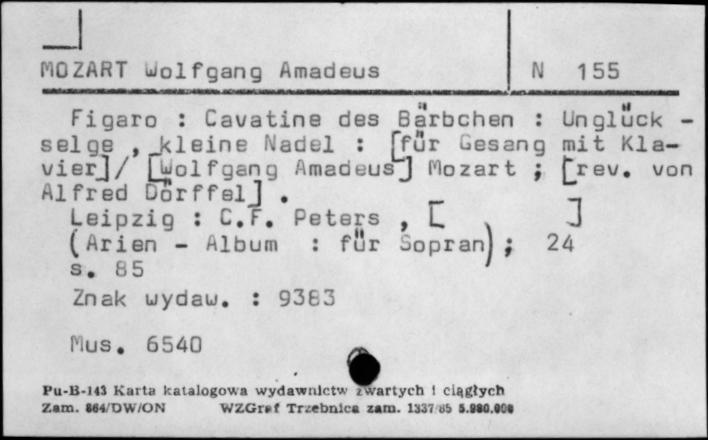 MOZART Wolfgang Amadeus N 155
Figaro : Cavatine des Bärbchen : Unglück -
selge , kleine Nadel : [für Gesang mit Kla-
vier]/ [Wolfgang Amadeus] Mozart ; [rev. von
Alfred Dörffel] .
Leipzig : C.F. Peters , [ ]
(Arien - Album : für Sopran) ; 24
s. 85
Znak wydaw. : 9383
Mus. 6540
Pu-B-143 Karta katalogowa wydawnictw zwartych i ciągłych
Zam. 864/DW/ON WZGraf Trzebnica zam. 1337/85 5.980.000